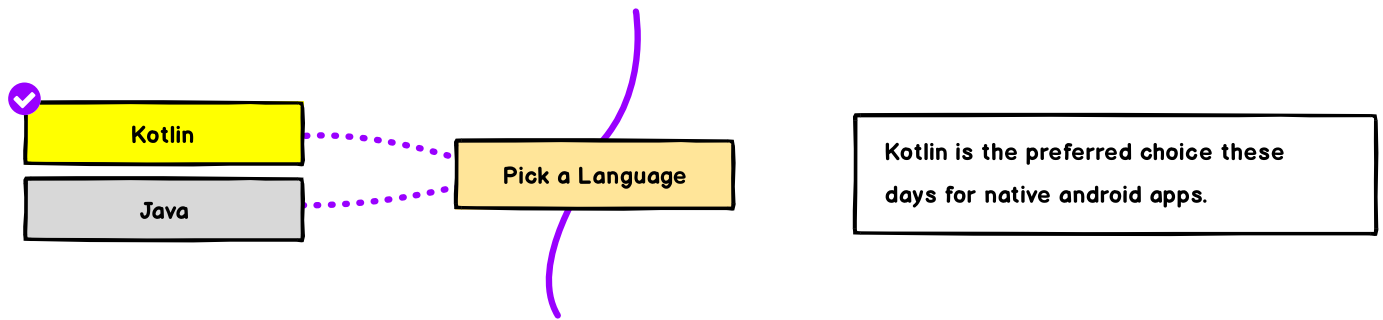 Kotlin
Java
Pick a Language
Kotlin is the preferred choice these
days for native android apps.